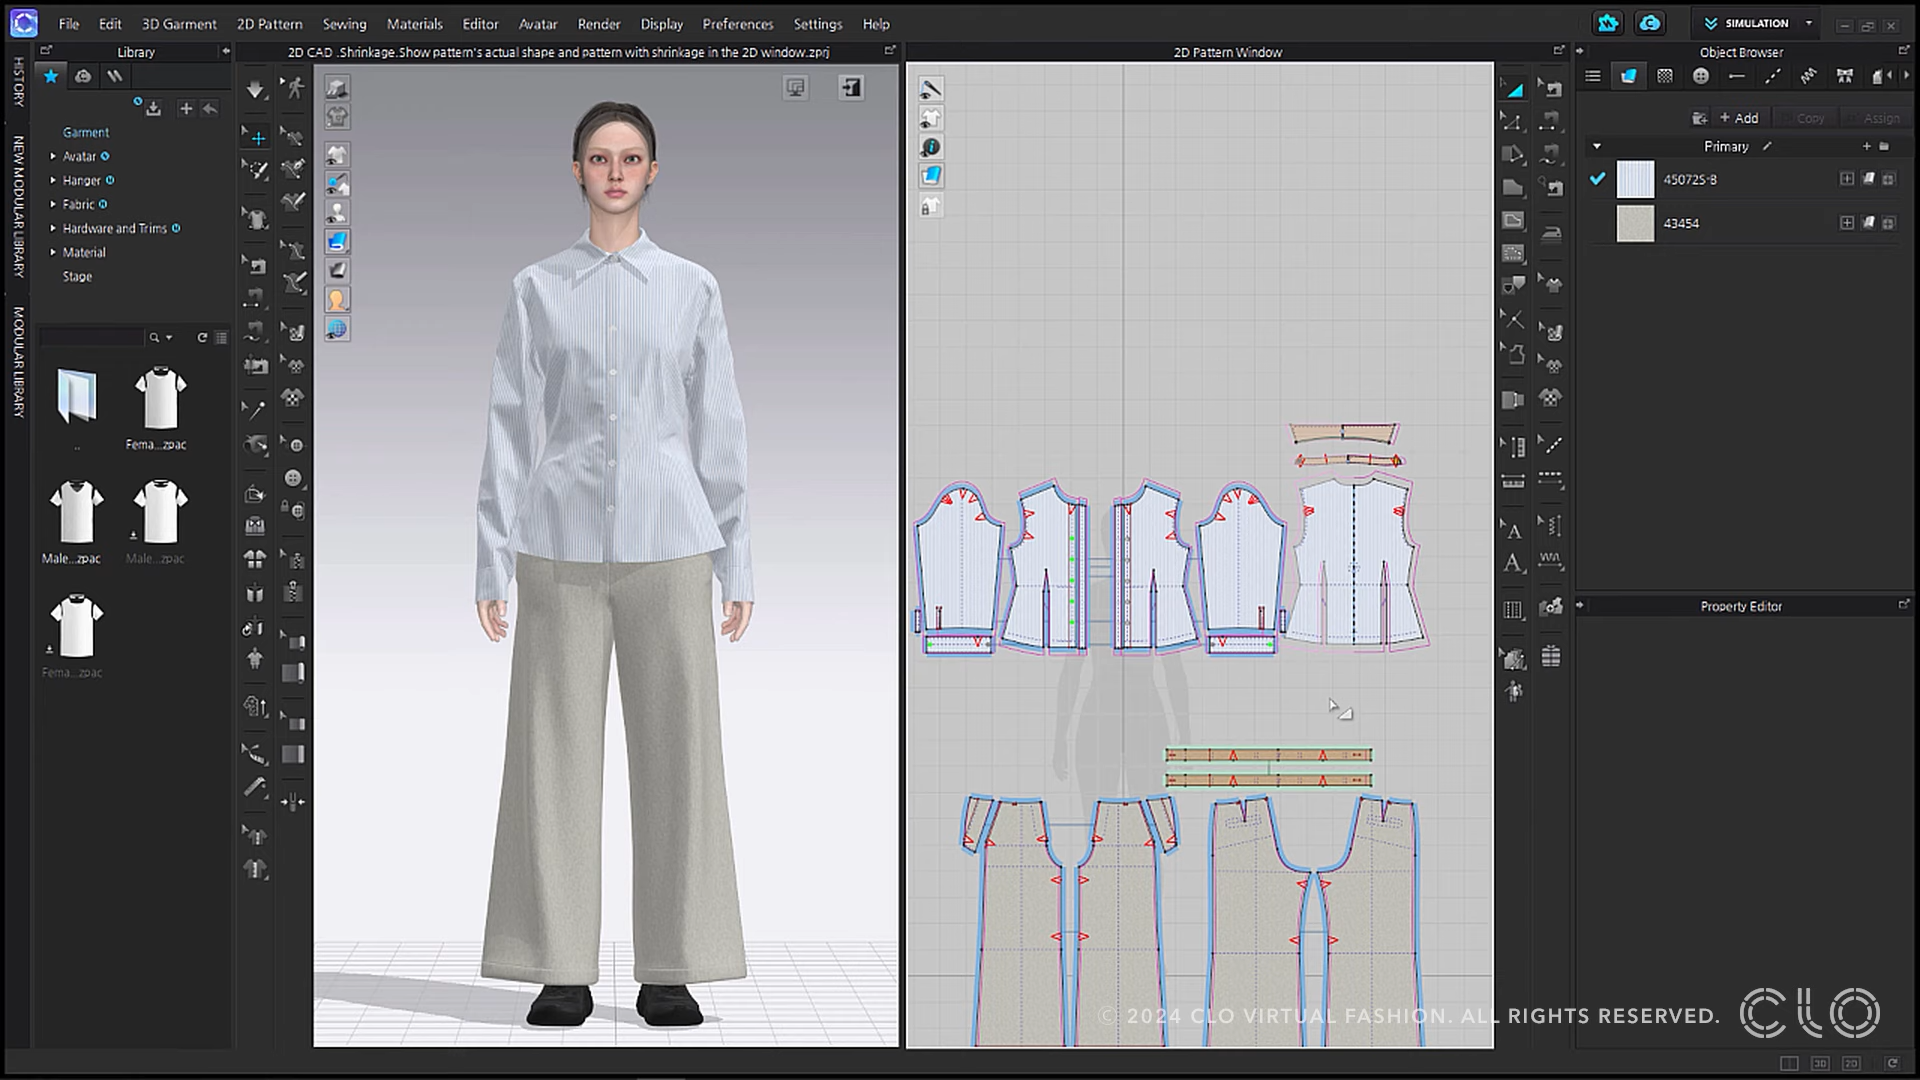 File Edit 3D Garment 2D Pattern Sewing Materials Editor Avatar Render Display Preferences Settings Help
SIMULATION
Library
2D CAD .Shrinkage.Show pattern's actual shape and pattern with shrinkage in the 2D window.zprj
2D Pattern Window
Object Browser
HISTORY
NEW MODULAR LIBRARY
MODULAR LIBRARY
Garment
Avatar
Hanger
Fabric
Hardware and Trims
Material
Stage
..
Fema...zpac
Male...zpac
Male...zpac
Fema...zpac
+ Add
Copy
Assign
Primary
45072S-B
43454
Property Editor
© 2024 CLO VIRTUAL FASHION. ALL RIGHTS RESERVED.
CLO
3D
2D